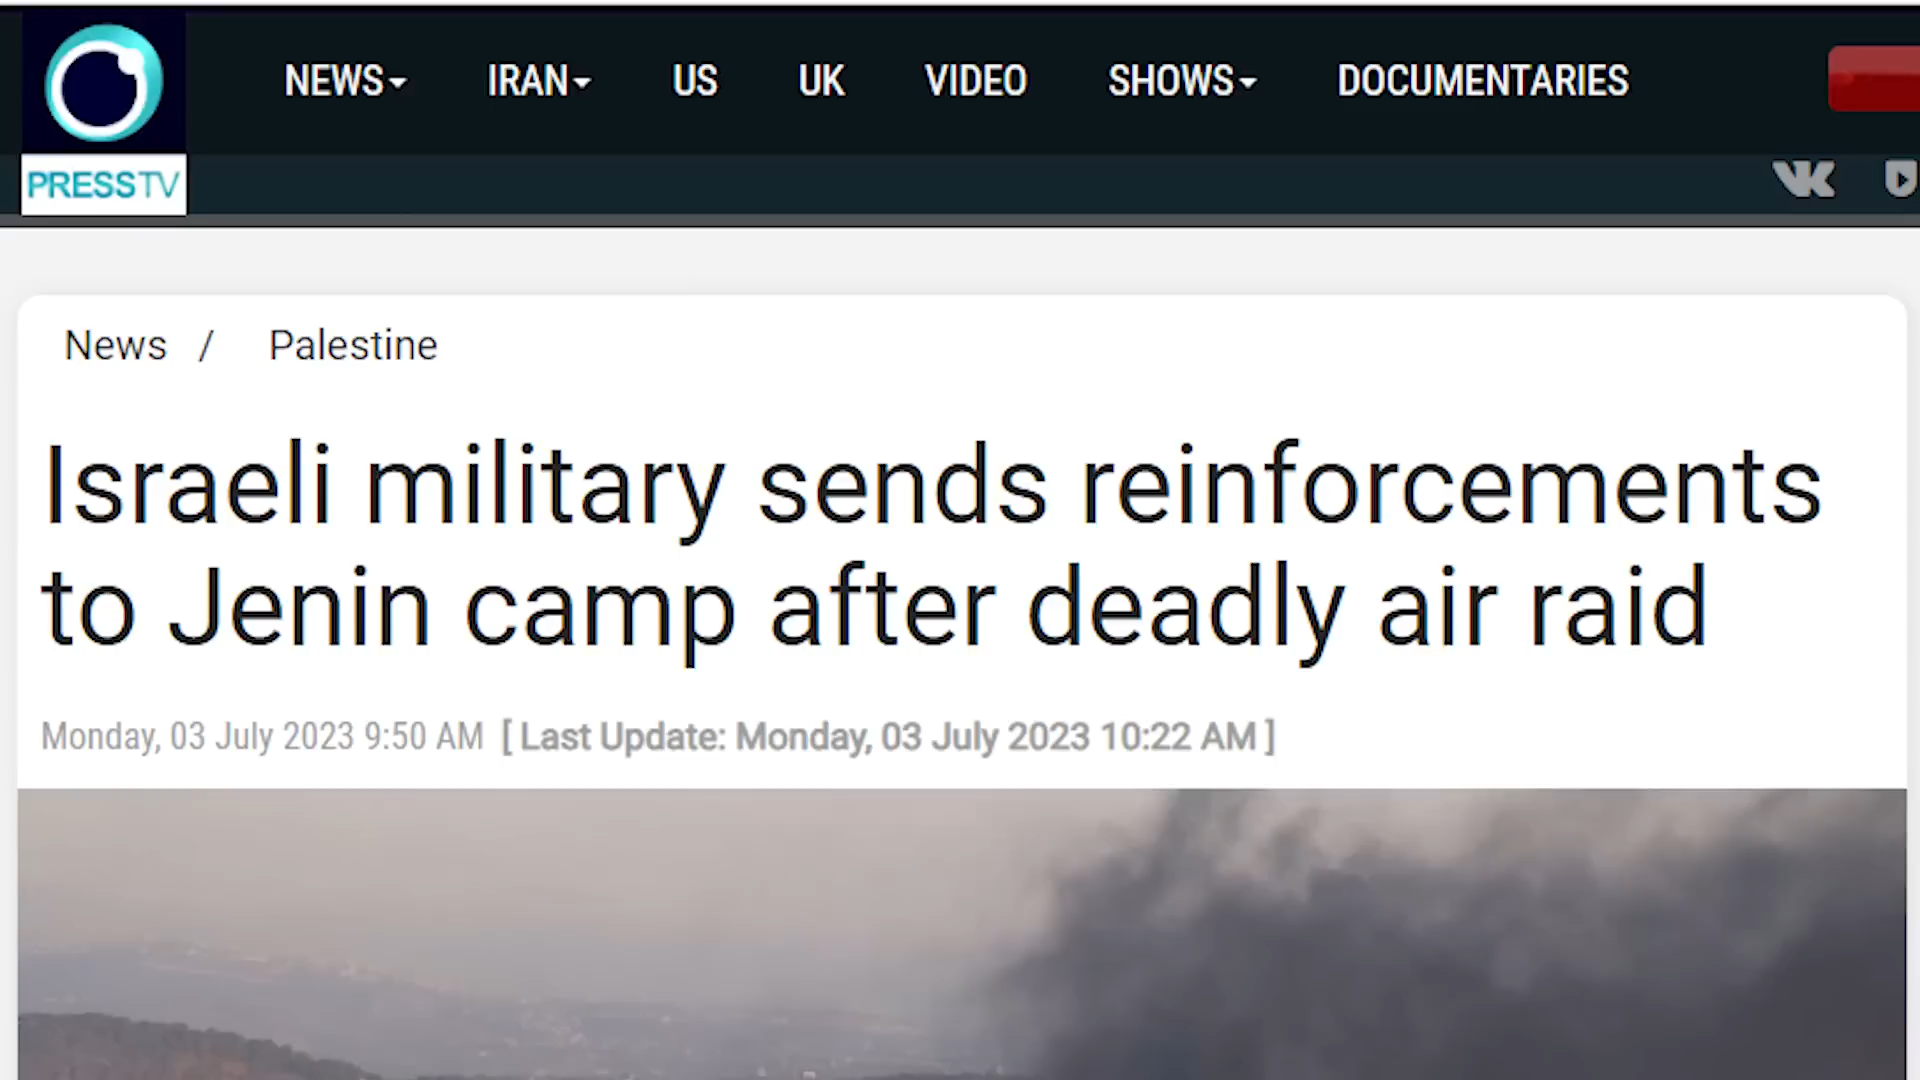 NEWS IRAN US UK VIDEO SHOWS DOCUMENTARIES
PRESSTV
News / Palestine
Israeli military sends reinforcements
to Jenin camp after deadly air raid
Monday, 03 July 2023 9:50 AM [ Last Update: Monday, 03 July 2023 10:22 AM ]